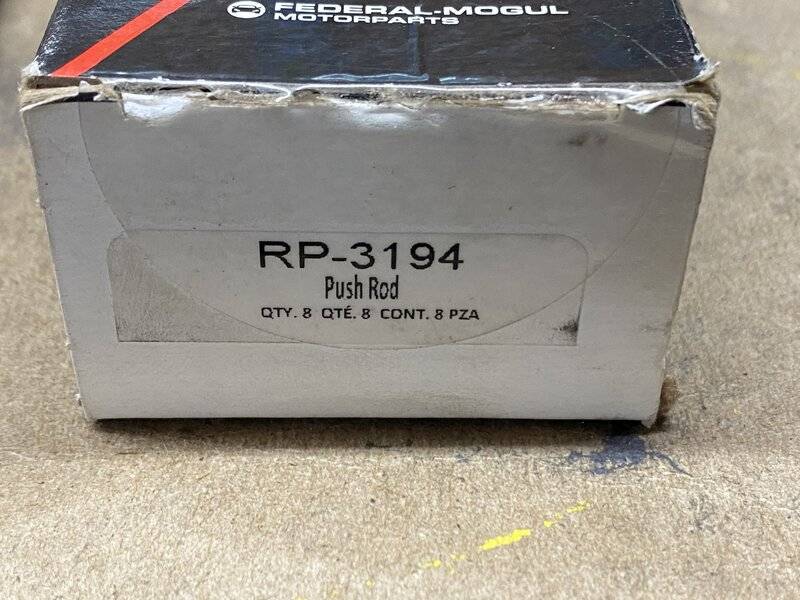 FEDERAL-MOGUL
MOTORPARTS
RP-3194
Push Rod
QTY. 8 QTÉ. 8 CONT. 8 PZA